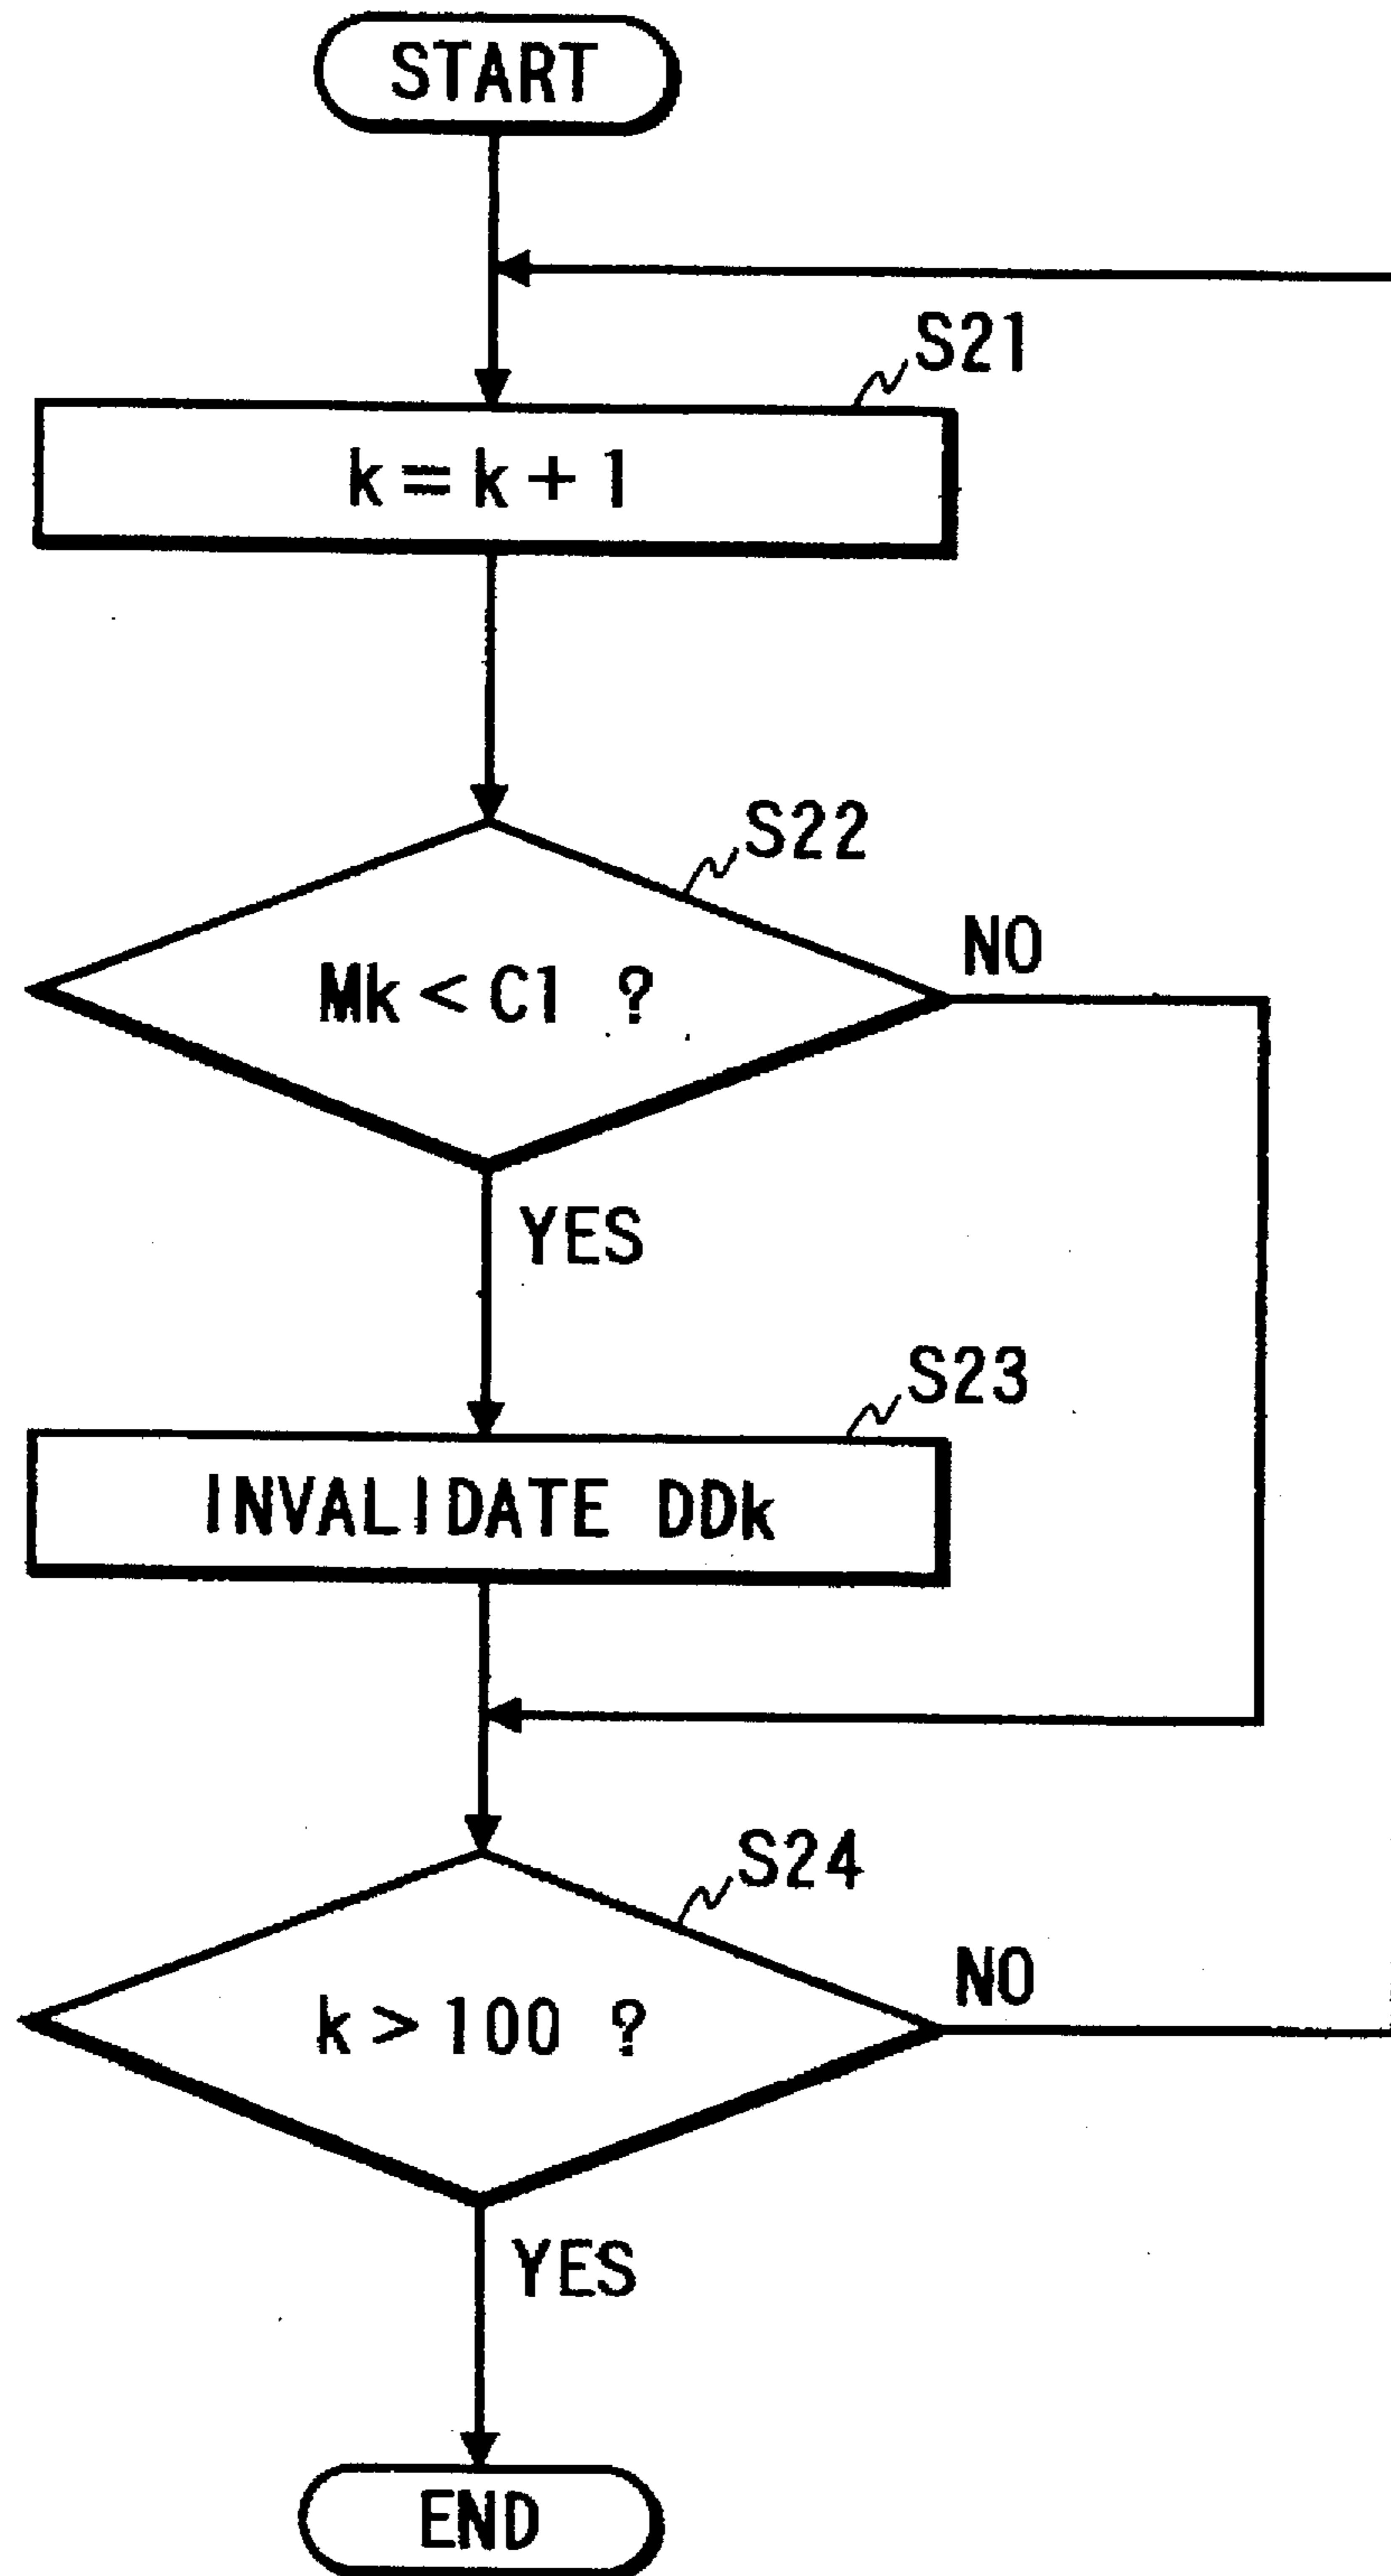 START
S21
k=k+1
S22
Mk<C1 ?
NO
YES
S23
INVALIDATE DDk
S24
k>100 ?
NO
YES
END